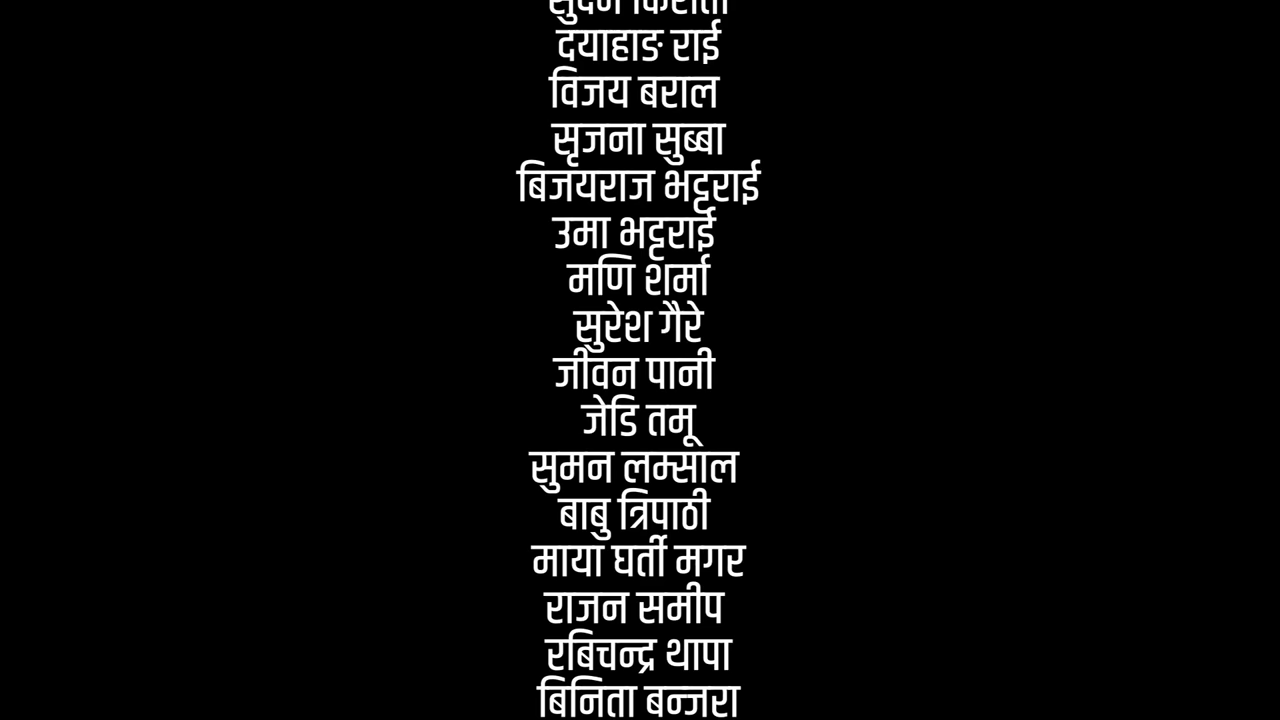 सुदन किराती
दयाहाङ राई
विजय बराल
सृजना सुब्बा
बिजयराज भट्टराई
उमा भट्टराई
मणि शर्मा
सुरेश गैरे
जीवन पानी
जेडि तमू
सुमन लम्साल
बाबु त्रिपाठी
माया घर्ती मगर
राजन समीप
रबिचन्द्र थापा
बिनिता बन्जरा